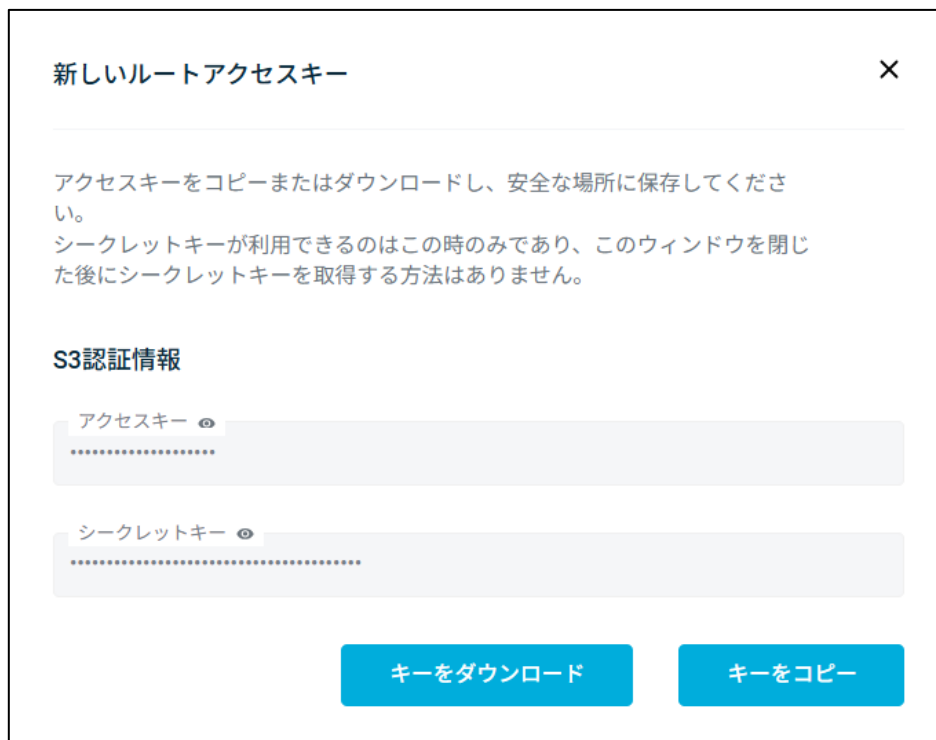 新しいルートアクセスキー
アクセスキーをコピーまたはダウンロードし、安全な場所に保存してくださ
い。
シークレットキーが利用できるのはこの時のみであり、このウィンドウを閉じ
た後にシークレットキーを取得する方法はありません。
S3認証情報
アクセスキー
••••••••••••••••••••
シークレットキー
••••••••••••••••••••••••••••••••••••••••
キーをダウンロード
キーをコピー